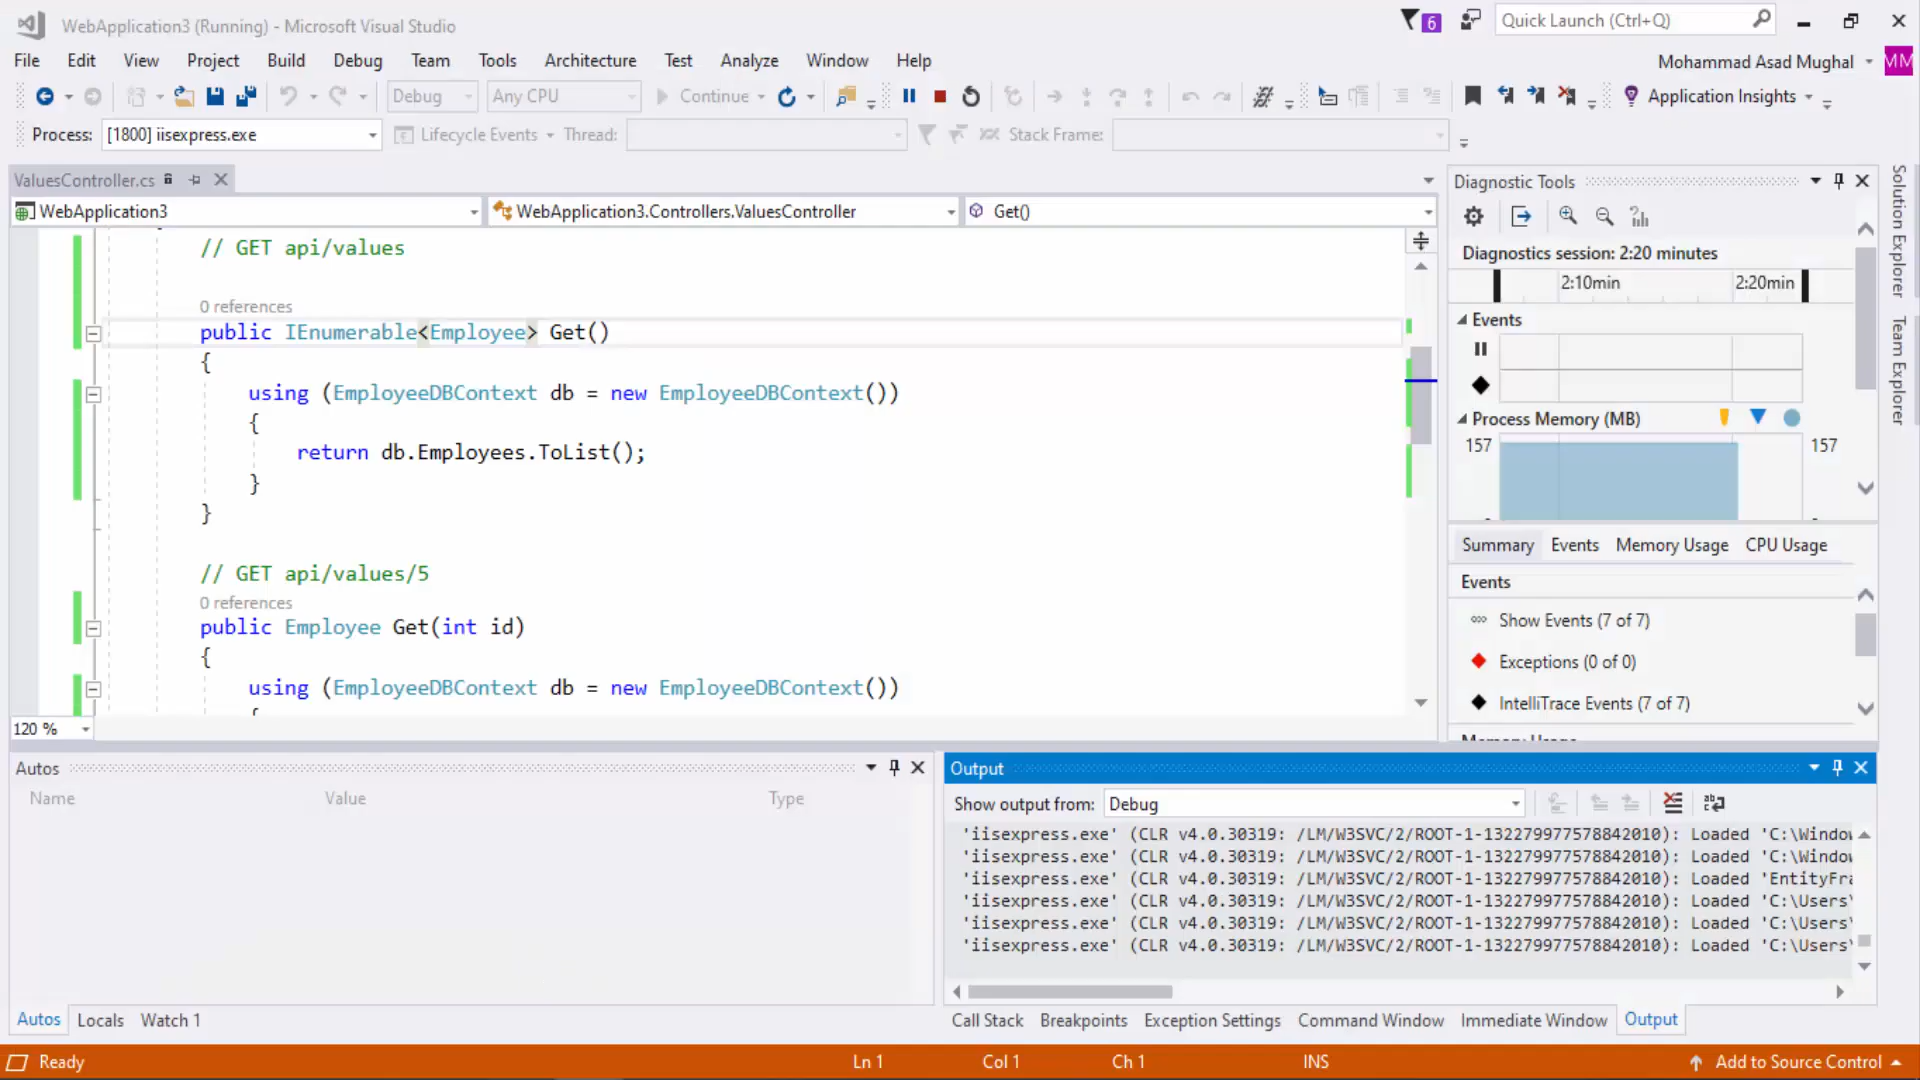 WebApplication3 (Running) - Microsoft Visual Studio
6
Quick Launch (Ctrl+Q)
File Edit View Project Build Debug Team Tools Architecture Test Analyze Window Help
Mohammad Asad Mughal MM
Debug Any CPU Continue Application Insights
Process: [1800] iisexpress.exe Lifecycle Events Thread: Stack Frame:
ValuesController.cs
WebApplication3 WebApplication3.Controllers.ValuesController Get()
// GET api/values
0 references
public IEnumerable<Employee> Get()
{
using (EmployeeDBContext db = new EmployeeDBContext())
{
return db.Employees.ToList();
}
}
// GET api/values/5
0 references
public Employee Get(int id)
{
using (EmployeeDBContext db = new EmployeeDBContext())
{
120 %
Diagnostic Tools
Diagnostics session: 2:20 minutes
2:10min 2:20min
Events
Process Memory (MB)
157 157
Summary Events Memory Usage CPU Usage
Events
Show Events (7 of 7)
Exceptions (0 of 0)
IntelliTrace Events (7 of 7)
Memory Usage
Solution Explorer
Team Explorer
Autos
Name Value Type
Autos Locals Watch 1
Output
Show output from: Debug
'iisexpress.exe' (CLR v4.0.30319: /LM/W3SVC/2/ROOT-1-132279977578842010): Loaded 'C:\Window
'iisexpress.exe' (CLR v4.0.30319: /LM/W3SVC/2/ROOT-1-132279977578842010): Loaded 'C:\Window
'iisexpress.exe' (CLR v4.0.30319: /LM/W3SVC/2/ROOT-1-132279977578842010): Loaded 'EntityFra
'iisexpress.exe' (CLR v4.0.30319: /LM/W3SVC/2/ROOT-1-132279977578842010): Loaded 'C:\Users\
'iisexpress.exe' (CLR v4.0.30319: /LM/W3SVC/2/ROOT-1-132279977578842010): Loaded 'C:\Users\
'iisexpress.exe' (CLR v4.0.30319: /LM/W3SVC/2/ROOT-1-132279977578842010): Loaded 'C:\Users\
Call Stack Breakpoints Exception Settings Command Window Immediate Window Output
Ready Ln 1 Col 1 Ch 1 INS Add to Source Control